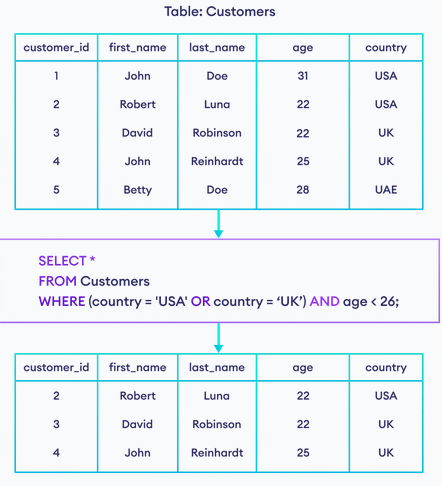 Table: Customers
customer_id first_name last_name age country
1 John Doe 31 USA
2 Robert Luna 22 USA
3 David Robinson 22 UK
4 John Reinhardt 25 UK
5 Betty Doe 28 UAE
SELECT *
FROM Customers
WHERE (country = 'USA' OR country = ‘UK’) AND age < 26;
customer_id first_name last_name age country
2 Robert Luna 22 USA
3 David Robinson 22 UK
4 John Reinhardt 25 UK